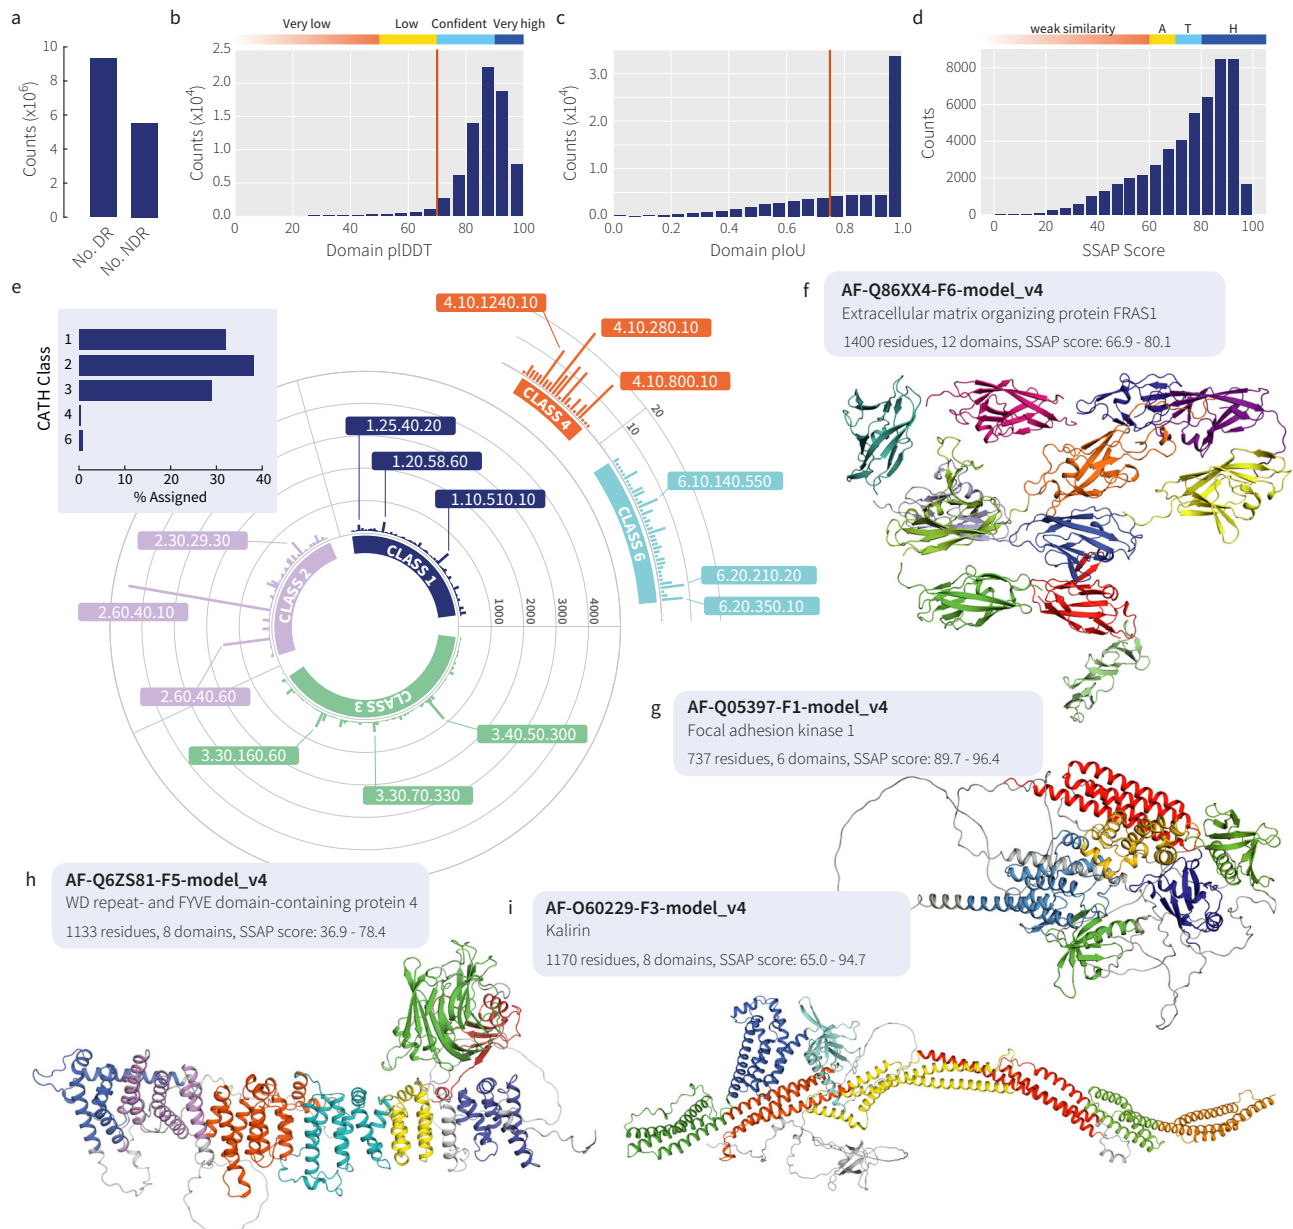 a
10
8
6
4
2
0
Counts (x10⁶)
No. DR
No. NDR
b
Very low
Low
Confident
Very high
2.5
2.0
1.5
1.0
0.5
0.0
Counts (x10⁴)
0
20
40
60
80
100
Domain plDDT
c
3.0
2.0
1.0
0.0
Counts (x10⁴)
0.0
0.2
0.4
0.6
0.8
1.0
Domain pIoU
d
weak similarity
A
T
H
8000
6000
4000
2000
0
Counts
0
20
40
60
80
100
SSAP Score
e
CATH Class
1
2
3
4
6
0
10
20
30
40
% Assigned
4.10.1240.10
4.10.280.10
4.10.800.10
CLASS 4
20
10
1.25.40.20
1.20.58.60
1.10.510.10
CLASS 1
6.10.140.550
CLASS 6
6.20.210.20
6.20.350.10
2.30.29.30
2.60.40.10
2.60.40.60
CLASS 2
1000
2000
3000
4000
CLASS 3
3.40.50.300
3.30.160.60
3.30.70.330
f
AF-Q86XX4-F6-model_v4
Extracellular matrix organizing protein FRAS1
1400 residues, 12 domains, SSAP score: 66.9 - 80.1
g
AF-Q05397-F1-model_v4
Focal adhesion kinase 1
737 residues, 6 domains, SSAP score: 89.7 - 96.4
h
AF-Q6ZS81-F5-model_v4
WD repeat- and FYVE domain-containing protein 4
1133 residues, 8 domains, SSAP score: 36.9 - 78.4
i
AF-O60229-F3-model_v4
Kalirin
1170 residues, 8 domains, SSAP score: 65.0 - 94.7